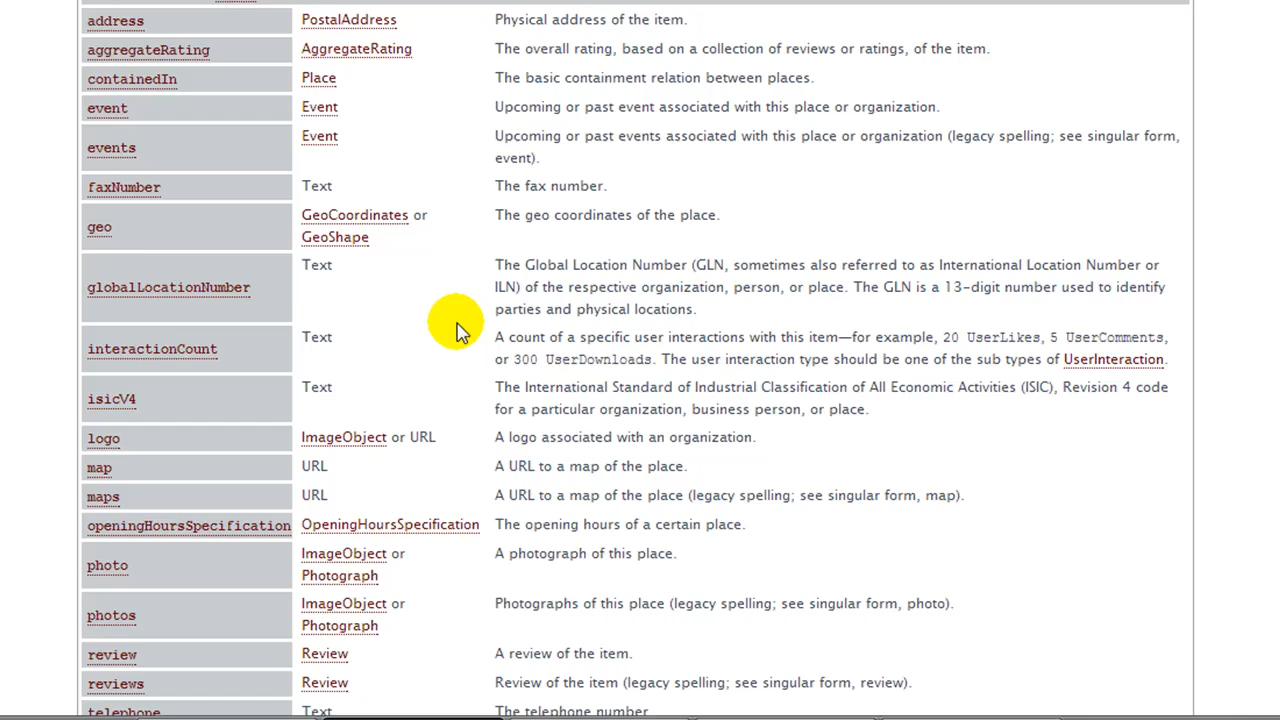 address PostalAddress Physical address of the item.
aggregateRating AggregateRating The overall rating, based on a collection of reviews or ratings, of the item.
containedIn Place The basic containment relation between places.
event Event Upcoming or past event associated with this place or organization.
events Event Upcoming or past events associated with this place or organization (legacy spelling; see singular form,
event).
faxNumber Text The fax number.
geo GeoCoordinates or The geo coordinates of the place.
GeoShape
globalLocationNumber Text The Global Location Number (GLN, sometimes also referred to as International Location Number or
ILN) of the respective organization, person, or place. The GLN is a 13-digit number used to identify
parties and physical locations.
interactionCount Text A count of a specific user interactions with this item—for example, 20 UserLikes, 5 UserComments,
or 300 UserDownloads. The user interaction type should be one of the sub types of UserInteraction.
isicV4 Text The International Standard of Industrial Classification of All Economic Activities (ISIC), Revision 4 code
for a particular organization, business person, or place.
logo ImageObject or URL A logo associated with an organization.
map URL A URL to a map of the place.
maps URL A URL to a map of the place (legacy spelling; see singular form, map).
openingHoursSpecification OpeningHoursSpecification The opening hours of a certain place.
photo ImageObject or A photograph of this place.
Photograph
photos ImageObject or Photographs of this place (legacy spelling; see singular form, photo).
Photograph
review Review A review of the item.
reviews Review Review of the item (legacy spelling; see singular form, review).
telephone Text The telephone number